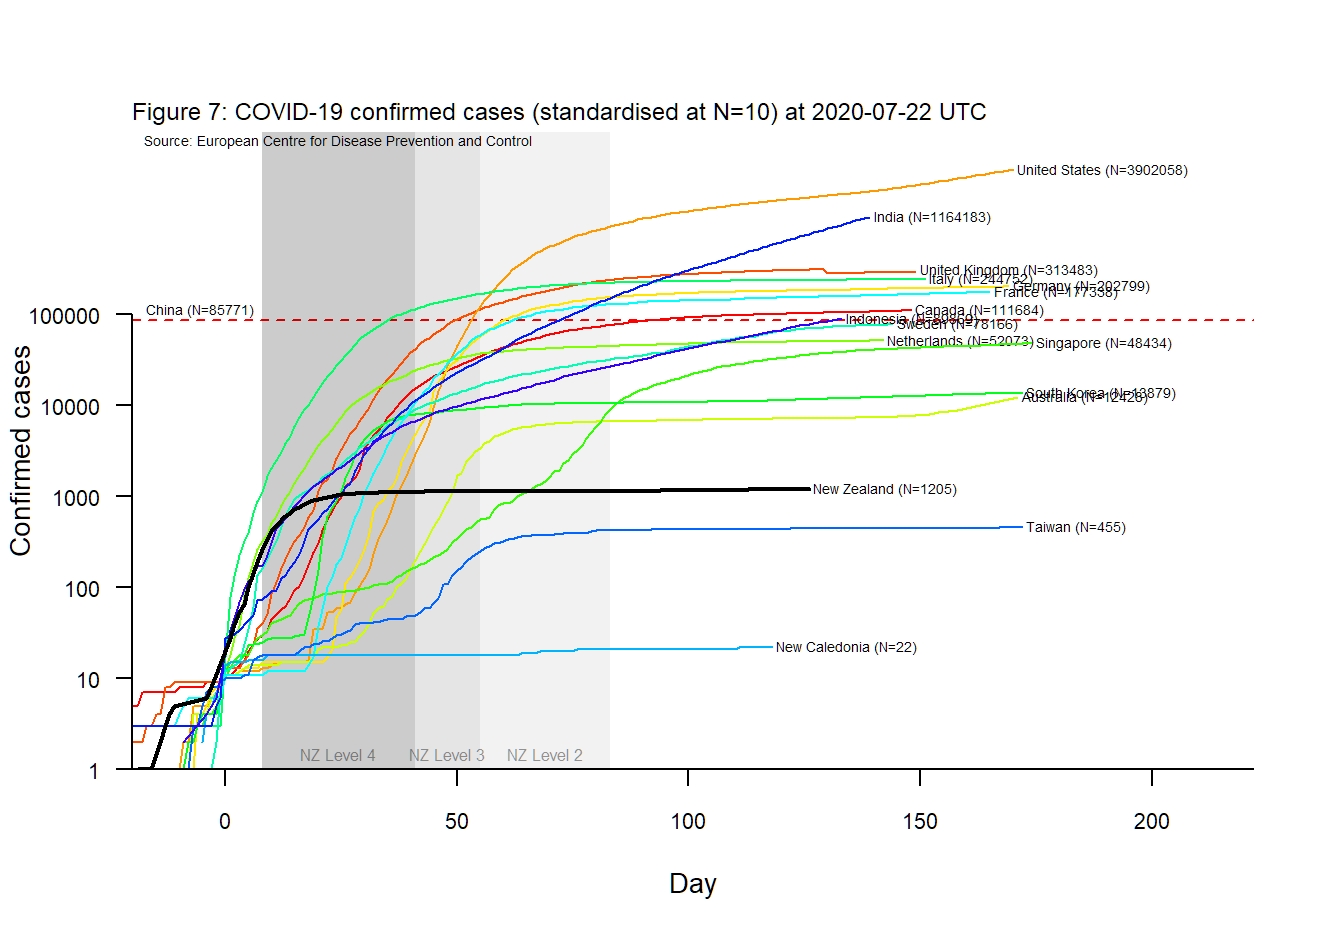 Figure 7: COVID-19 confirmed cases (standardised at N=10) at 2020-07-22 UTC
Source: European Centre for Disease Prevention and Control
United States (N=3902058)
India (N=1164183)
United Kingdom (N=313483)
Italy (N=244752)
Germany (N=202799)
France (N=177338)
China (N=85771)
Canada (N=111684)
Indonesia
Sweden (N=78166)
Netherlands (N=52073)
Singapore (N=48434)
South Korea (N=13879)
Australia (N=12428)
New Zealand (N=1205)
Taiwan (N=455)
New Caledonia (N=22)
NZ Level 4
NZ Level 3
NZ Level 2
Confirmed cases
100000
10000
1000
100
10
1
0
50
100
150
200
Day